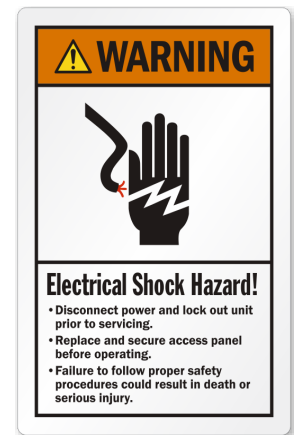 WARNING
Electrical Shock Hazard!
• Disconnect power and lock out unit
prior to servicing.
• Replace and secure access panel
before operating.
• Failure to follow proper safety
procedures could result in death or
serious injury.